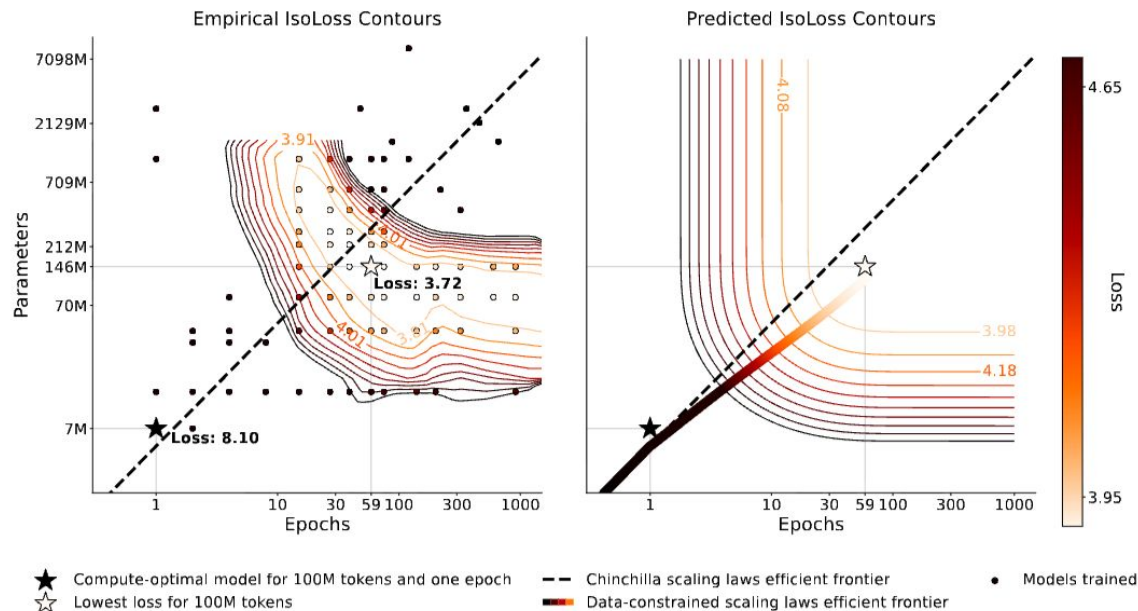 Empirical IsoLoss Contours
Predicted IsoLoss Contours
7098M
2129M
709M
212M
146M
70M
7M
Parameters
3.91
4.01
Loss: 3.72
4.01
Loss: 8.10
1
10
30
59
100
300
1000
Epochs
4.08
3.98
4.18
1
10
30
59
100
300
1000
Epochs
4.65
3.95
Loss
Compute-optimal model for 100M tokens and one epoch
Lowest loss for 100M tokens
Chinchilla scaling laws efficient frontier
Data-constrained scaling laws efficient frontier
Models trained